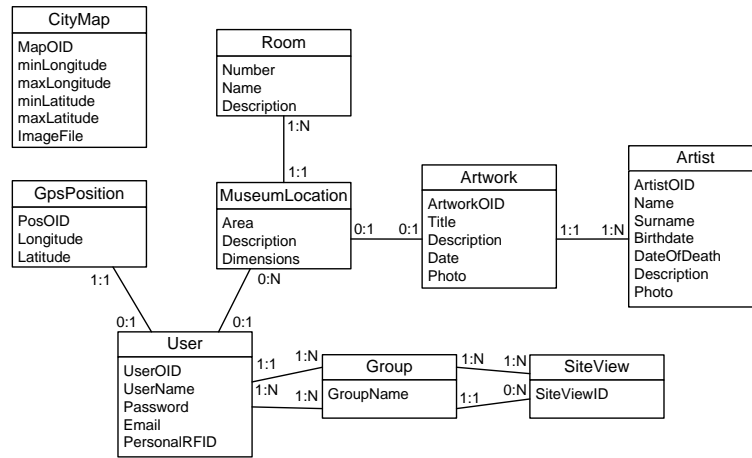 CityMap
MapOID
minLongitude
maxLongitude
minLatitude
maxLatitude
ImageFile
Room
Number
Name
Description
1:N
1:1
GpsPosition
PosOID
Longitude
Latitude
1:1
0:1
MuseumLocation
Area
Description
Dimensions
0:N
0:1
0:1
0:1
Artwork
ArtworkOID
Title
Description
Date
Photo
1:1
1:N
Artist
ArtistOID
Name
Surname
Birthdate
DateOfDeath
Description
Photo
User
UserOID
UserName
Password
Email
PersonalRFID
1:1
1:N
1:N
1:N
Group
GroupName
1:N
1:N
1:1
0:N
SiteView
SiteViewID